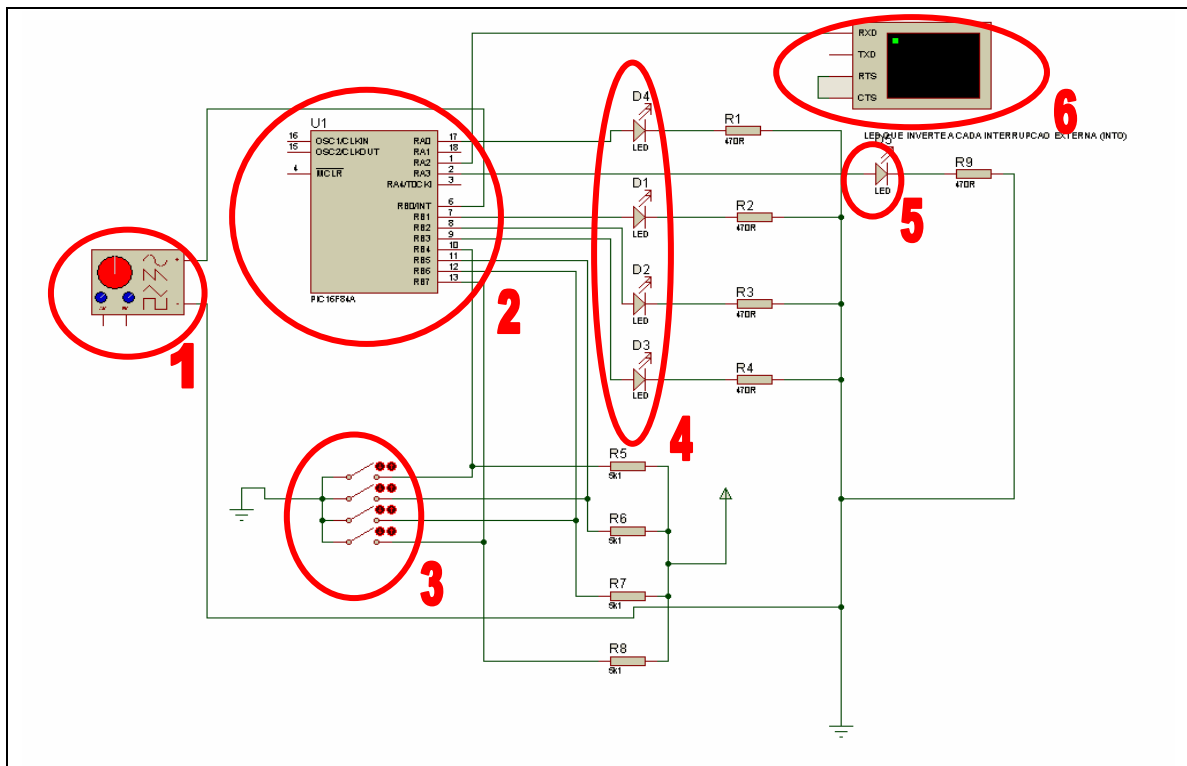 RXD
TXD
RTS
CTS
6
LED QUE INVERTE A CADA INTERRUPCAO EXTERNA (INT0)
D5
LED
5
R9
470R
U1
16
OSC1/CLKIN
15
OSC2/CLKOUT
4
MCLR
RA0
17
RA1
18
RA2
1
RA3
2
RA4/T0CKI
3
RB0/INT
6
RB1
7
RB2
8
RB3
9
RB4
10
RB5
11
RB6
12
RB7
13
PIC16F84A
2
1
D4
LED
R1
470R
D1
LED
R2
470R
D2
LED
R3
470R
D3
LED
R4
470R
4
3
R5
5k1
R6
5k1
R7
5k1
R8
5k1